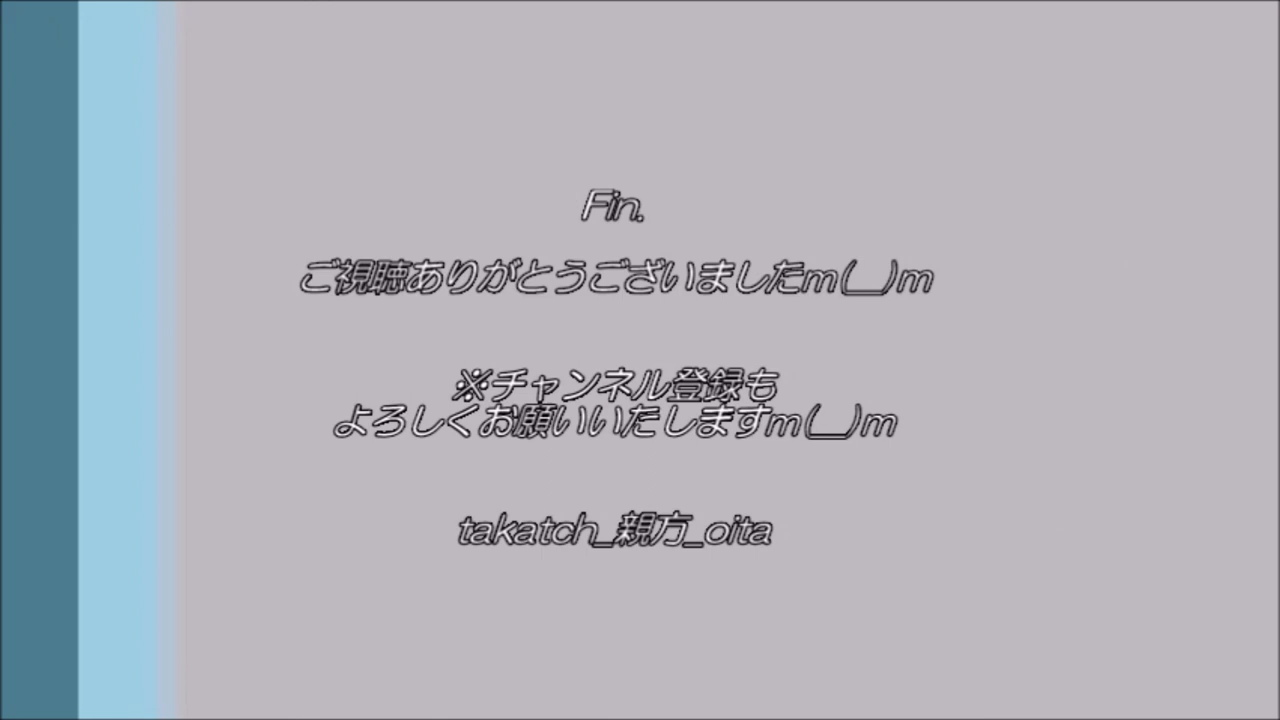 Fin.
ご視聴ありがとうございましたm(__)m
※チャンネル登録も
よろしくお願いいたしますm(__)m
takatch_親方_oita